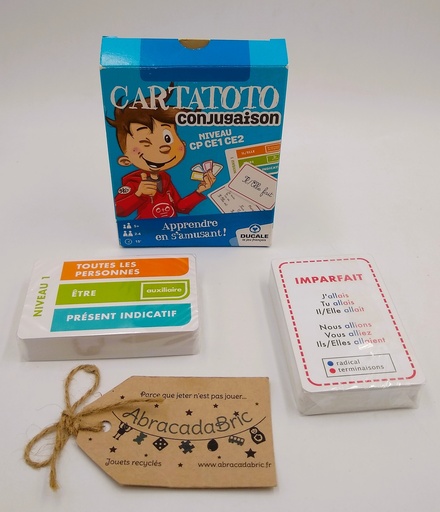 CARTATOTO
conjugaison
NIVEAU
CP CE1 CE2
Il/Elle fut
Apprendre
en s'amusant !
DUCALE
NIVEAU 1
TOUTES LES
PERSONNES
ÊTRE
auxiliaire
PRÉSENT INDICATIF
IMPARFAIT
J'allais
Tu allais
Il/Elle allait
Nous allions
Vous alliez
Ils/Elles allaient
radical
terminaisons
Parce que jeter n'est pas jouer...
AbracadaBric
Jouets recyclés
www.abracadabric.fr